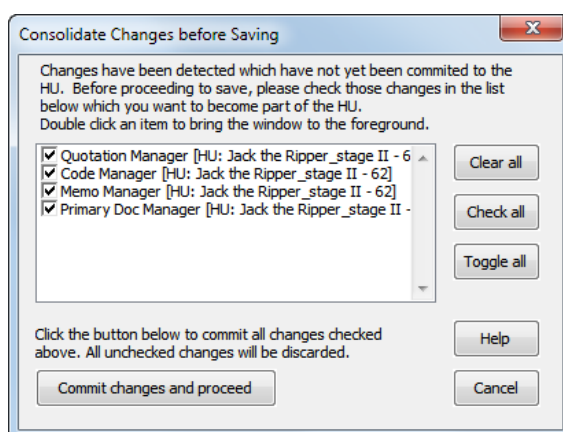 Consolidate Changes before Saving
Changes have been detected which have not yet been commited to the
HU. Before proceeding to save, please check those changes in the list
below which you want to become part of the HU.
Double click an item to bring the window to the foreground.
Quotation Manager [HU: Jack the Ripper_stage II - 6
Code Manager [HU: Jack the Ripper_stage II - 62]
Memo Manager [HU: Jack the Ripper_stage II - 62]
Primary Doc Manager [HU: Jack the Ripper_stage II -
Clear all
Check all
Toggle all
Click the button below to commit all changes checked
above. All unchecked changes will be discarded.
Help
Commit changes and proceed
Cancel